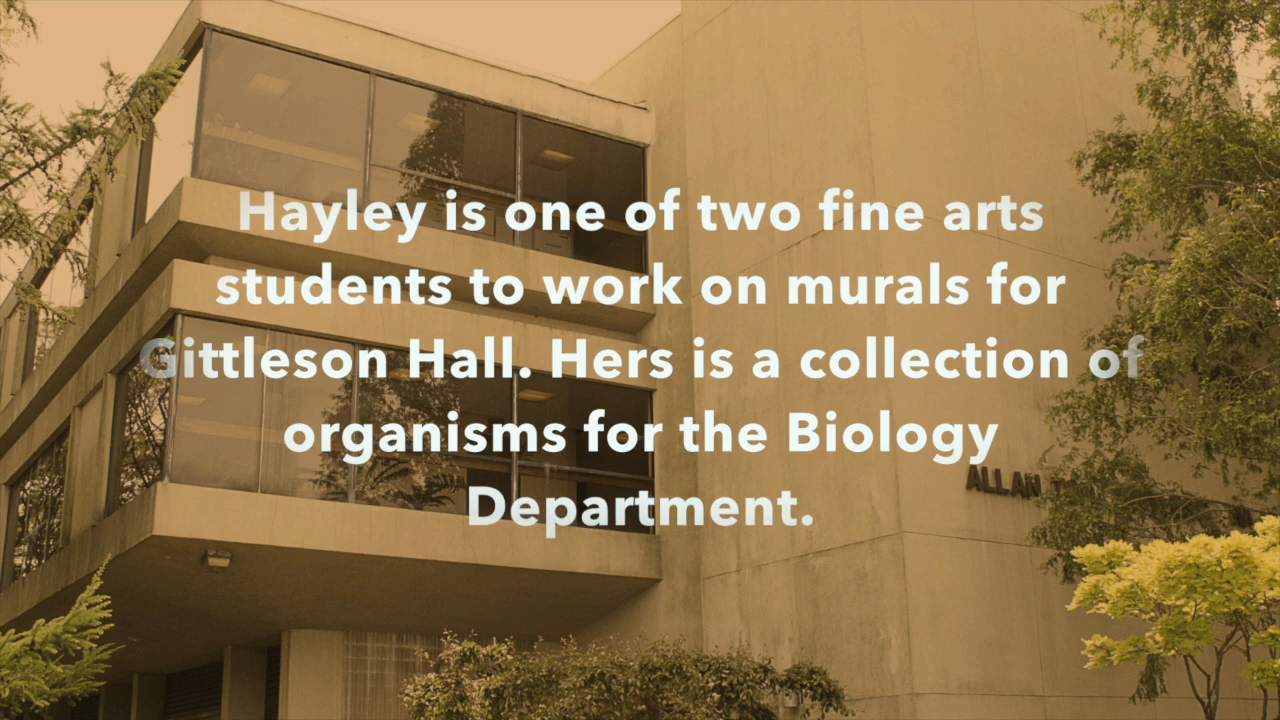 Hayley is one of two fine arts
students to work on murals for
Gittleson Hall. Hers is a collection of
organisms for the Biology
Department.
ALLAN